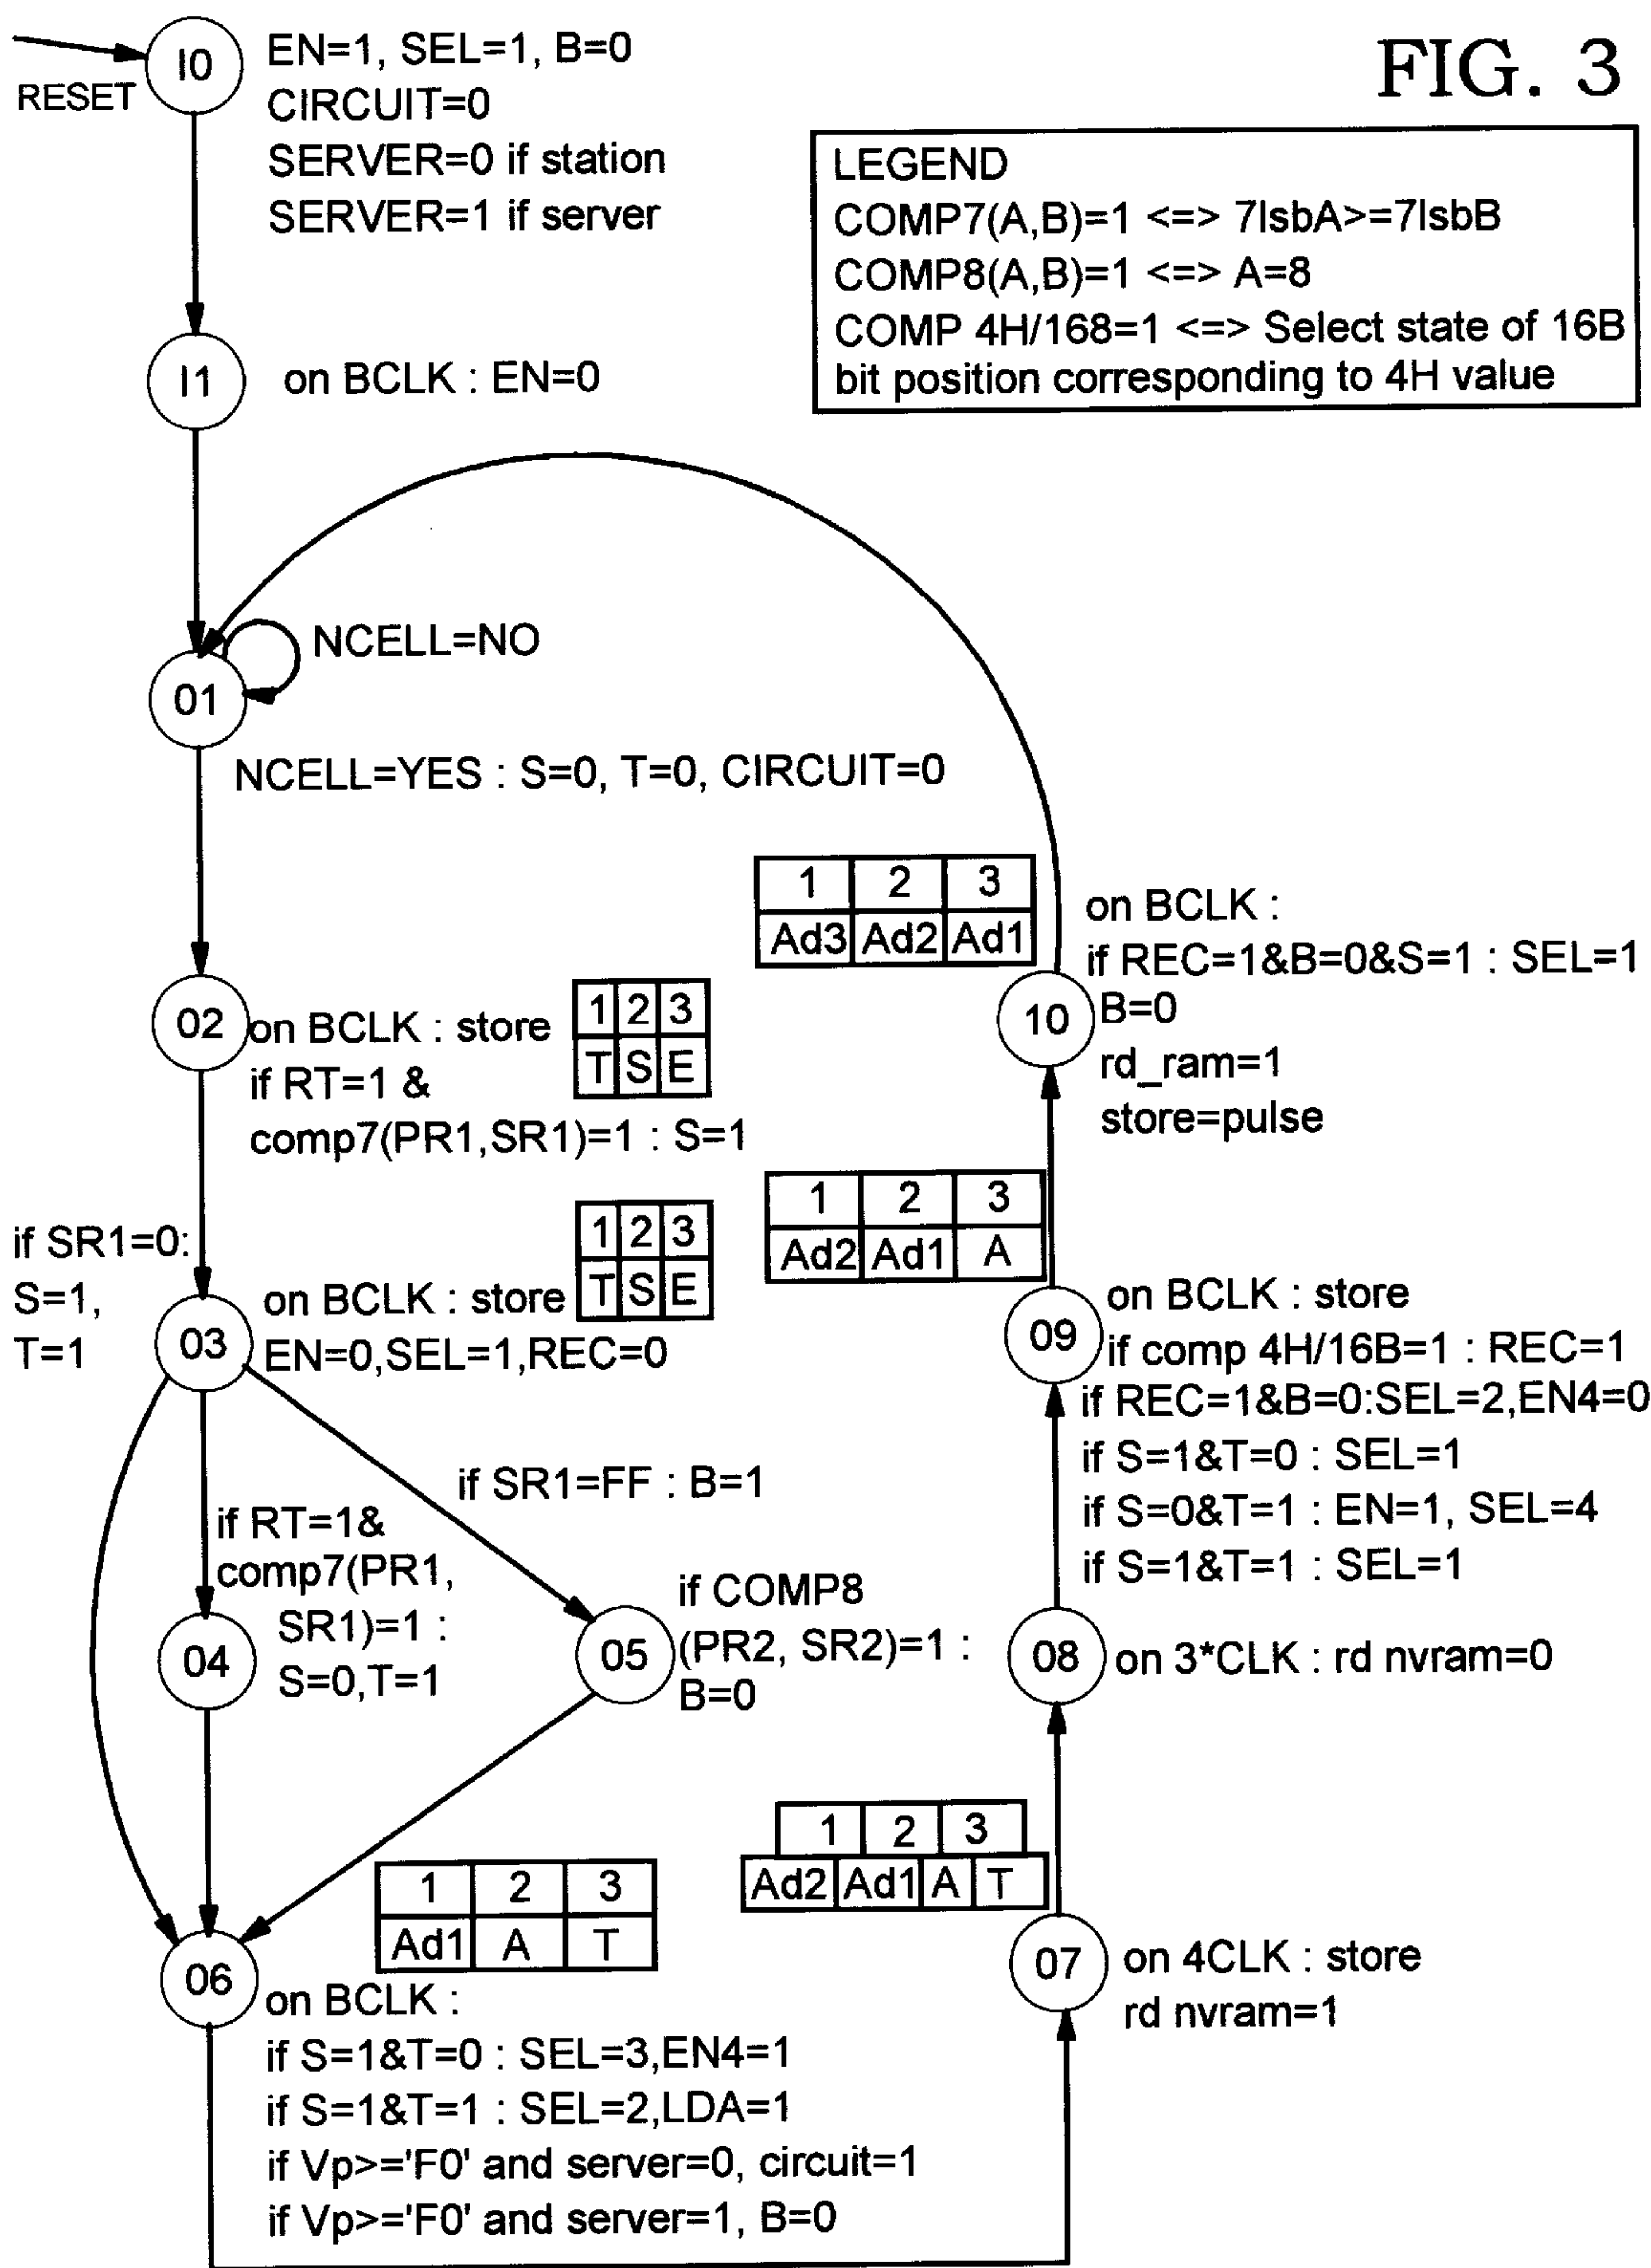 FIG. 3
RESET
I0
EN=1, SEL=1, B=0
CIRCUIT=0
SERVER=0 if station
SERVER=1 if server
LEGEND
COMP7(A,B)=1 <=> 7lsbA>=7lsbB
COMP8(A,B)=1 <=> A=8
COMP 4H/168=1 <=> Select state of 16B
bit position corresponding to 4H value
I1
on BCLK : EN=0
NCELL=NO
01
NCELL=YES : S=0, T=0, CIRCUIT=0
02
on BCLK : store
1 2 3
T S E
if RT=1 &
comp7(PR1,SR1)=1 : S=1
if SR1=0:
S=1,
T=1
03
on BCLK : store
1 2 3
T S E
EN=0,SEL=1,REC=0
if SR1=FF : B=1
if RT=1&
comp7(PR1,
SR1)=1 :
S=0,T=1
04
05
if COMP8
(PR2, SR2)=1 :
B=0
06
1 2 3
Ad1 A T
on BCLK :
if S=1&T=0 : SEL=3,EN4=1
if S=1&T=1 : SEL=2,LDA=1
if Vp>='F0' and server=0, circuit=1
if Vp>='F0' and server=1, B=0
1 2 3
Ad2 Ad1 A T
07
on 4CLK : store
rd nvram=1
08
on 3*CLK : rd nvram=0
1 2 3
Ad2 Ad1 A
09
on BCLK : store
if comp 4H/16B=1 : REC=1
if REC=1&B=0:SEL=2,EN4=0
if S=1&T=0 : SEL=1
if S=0&T=1 : EN=1, SEL=4
if S=1&T=1 : SEL=1
1 2 3
Ad3 Ad2 Ad1
10
on BCLK :
if REC=1&B=0&S=1 : SEL=1
B=0
rd_ram=1
store=pulse